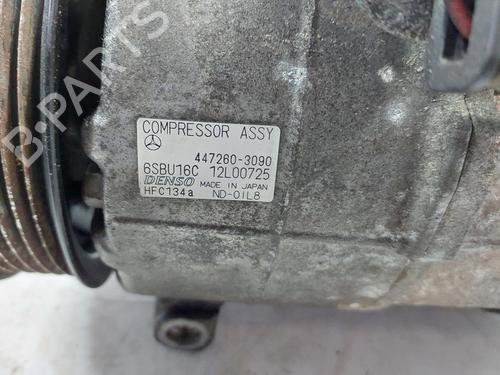 B-PARTS
COMPRESSOR ASSY
447260-3090
6SBU16C 12L00725
DENSO MADE IN JAPAN
HFC134a ND-OIL8